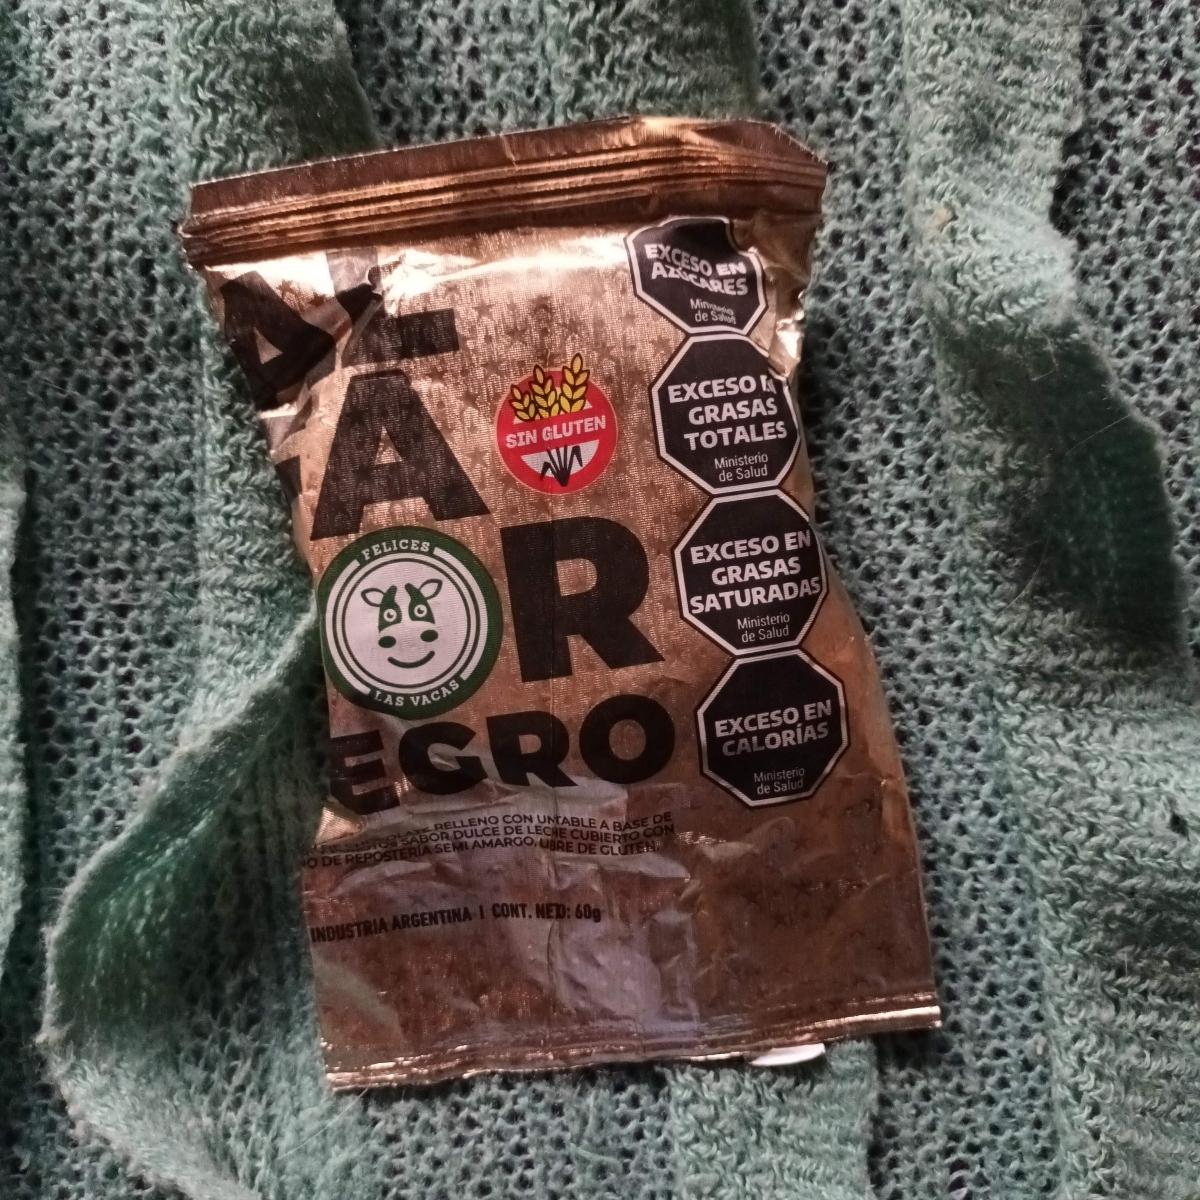 AL
A
FELICES
LAS VACAS
R
EGRO
SIN GLUTEN
EXCESO EN
AZÚCARES
Ministerio
de Salud
EXCESO EN
GRASAS
TOTALES
Ministerio
de Salud
EXCESO EN
GRASAS
SATURADAS
Ministerio
de Salud
EXCESO EN
CALORÍAS
Ministerio
de Salud
RELLENO CON UNTABLE A BASE DE
SABOR DULCE DE LECHE CUBIERTO CON
O DE REPOSTERÍA SEMI AMARGO, LIBRE DE GLUTEN.
INDUSTRIA ARGENTINA | CONT. NETO: 60g